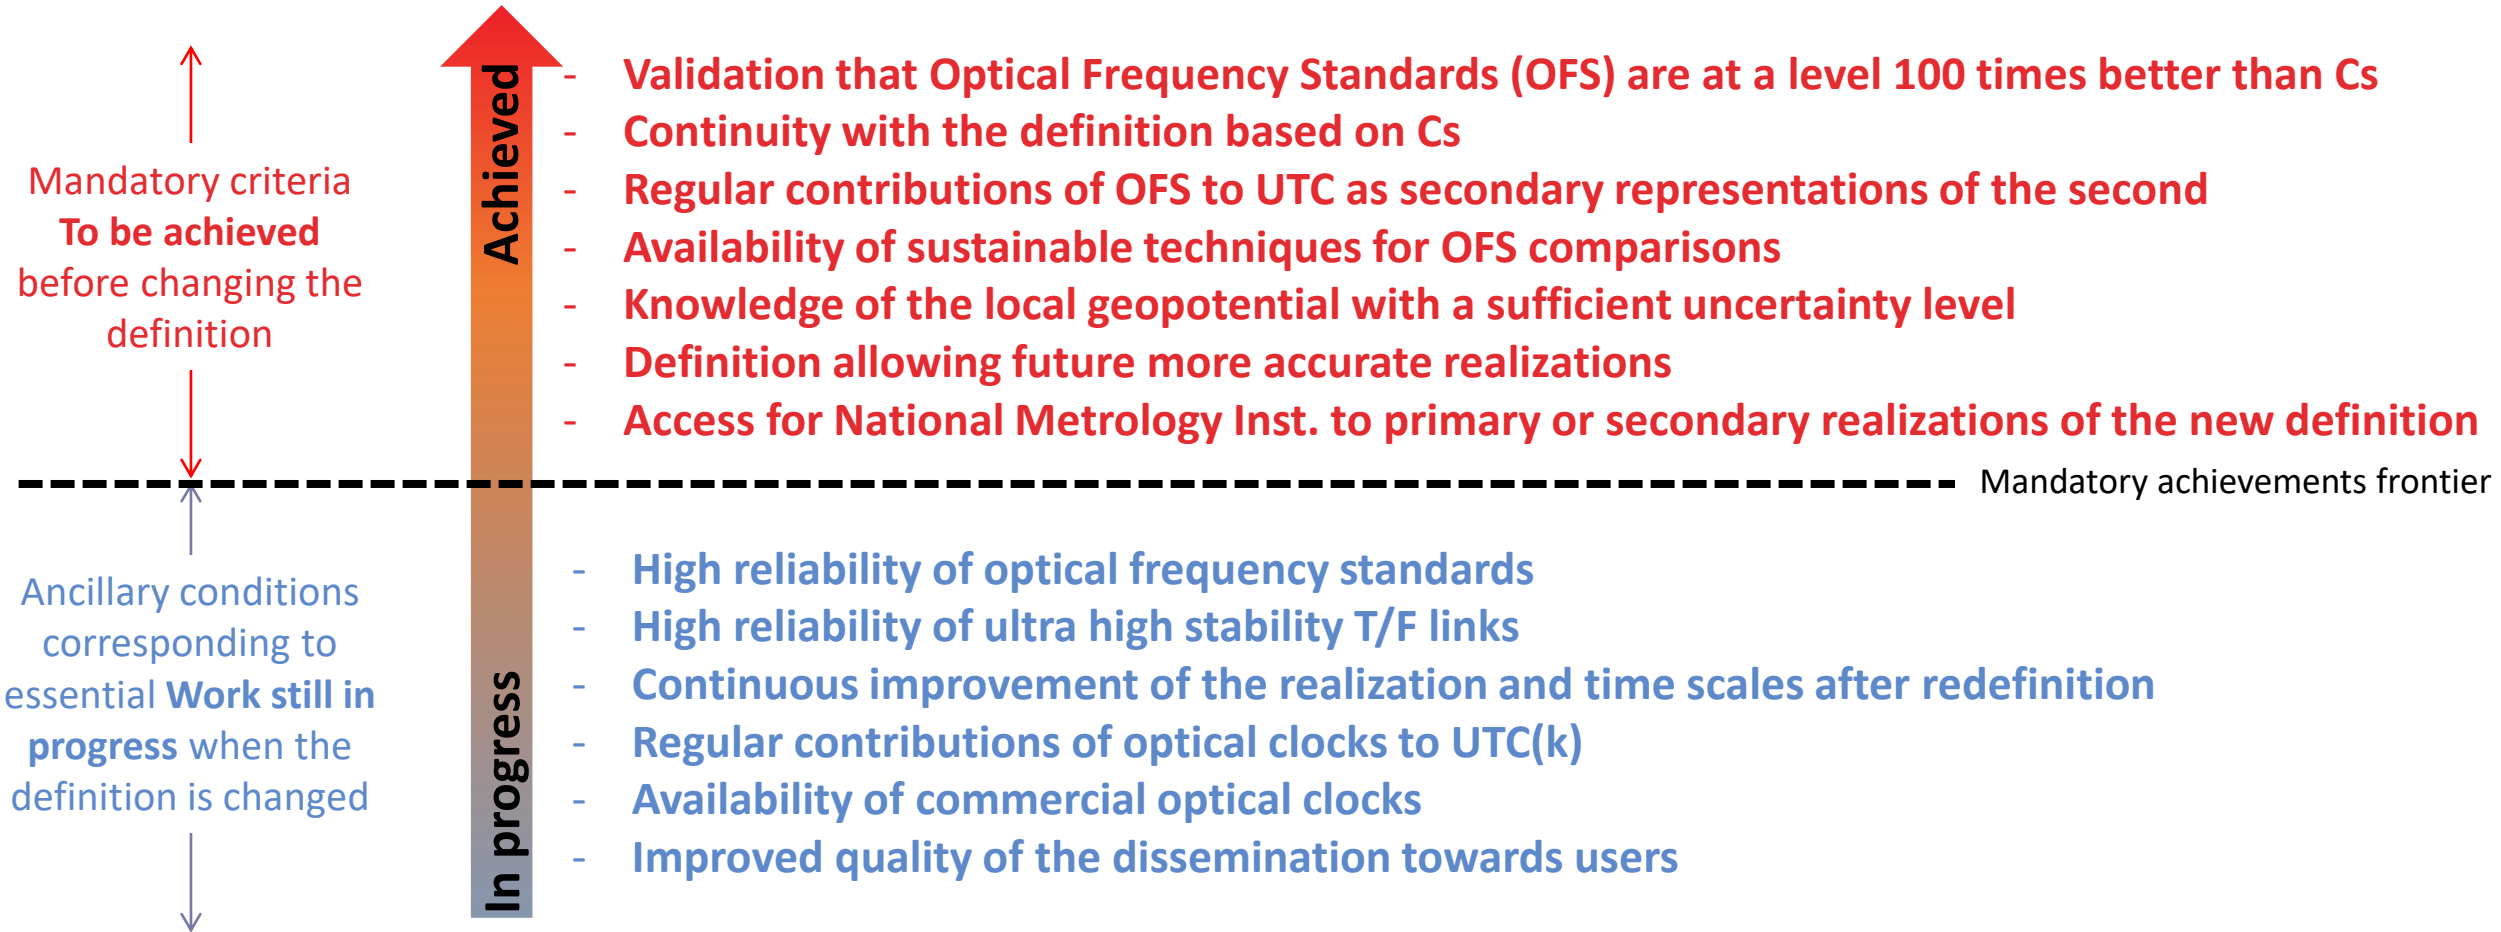 Mandatory criteria
To be achieved
before changing the
definition
Achieved
- Validation that Optical Frequency Standards (OFS) are at a level 100 times better than Cs
- Continuity with the definition based on Cs
- Regular contributions of OFS to UTC as secondary representations of the second
- Availability of sustainable techniques for OFS comparisons
- Knowledge of the local geopotential with a sufficient uncertainty level
- Definition allowing future more accurate realizations
- Access for National Metrology Inst. to primary or secondary realizations of the new definition
Mandatory achievements frontier
Ancillary conditions
corresponding to
essential Work still in
progress when the
definition is changed
In progress
- High reliability of optical frequency standards
- High reliability of ultra high stability T/F links
- Continuous improvement of the realization and time scales after redefinition
- Regular contributions of optical clocks to UTC(k)
- Availability of commercial optical clocks
- Improved quality of the dissemination towards users